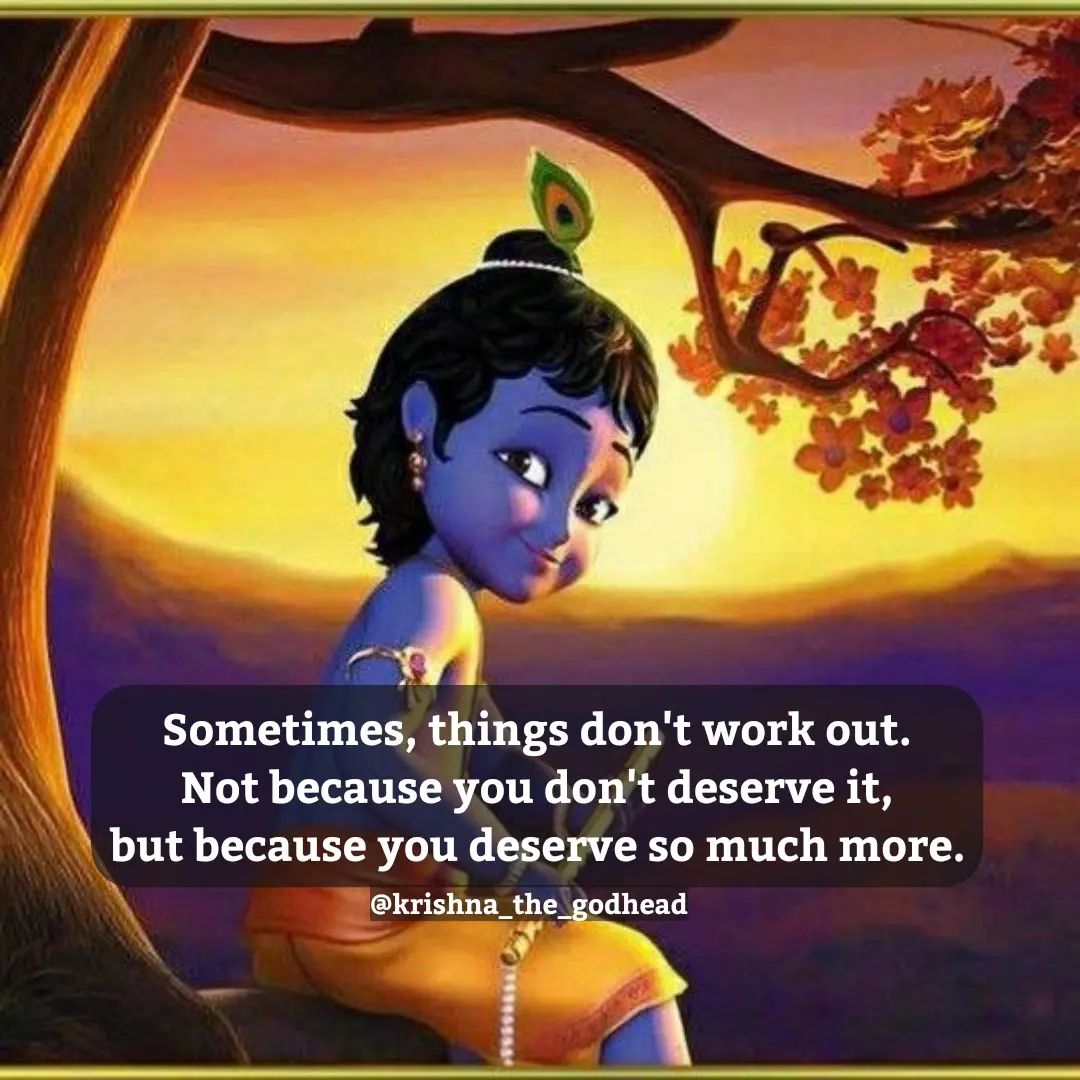 Sometimes, things don't work out.
Not because you don't deserve it,
but because you deserve so much more.
@krishna_the_godhead